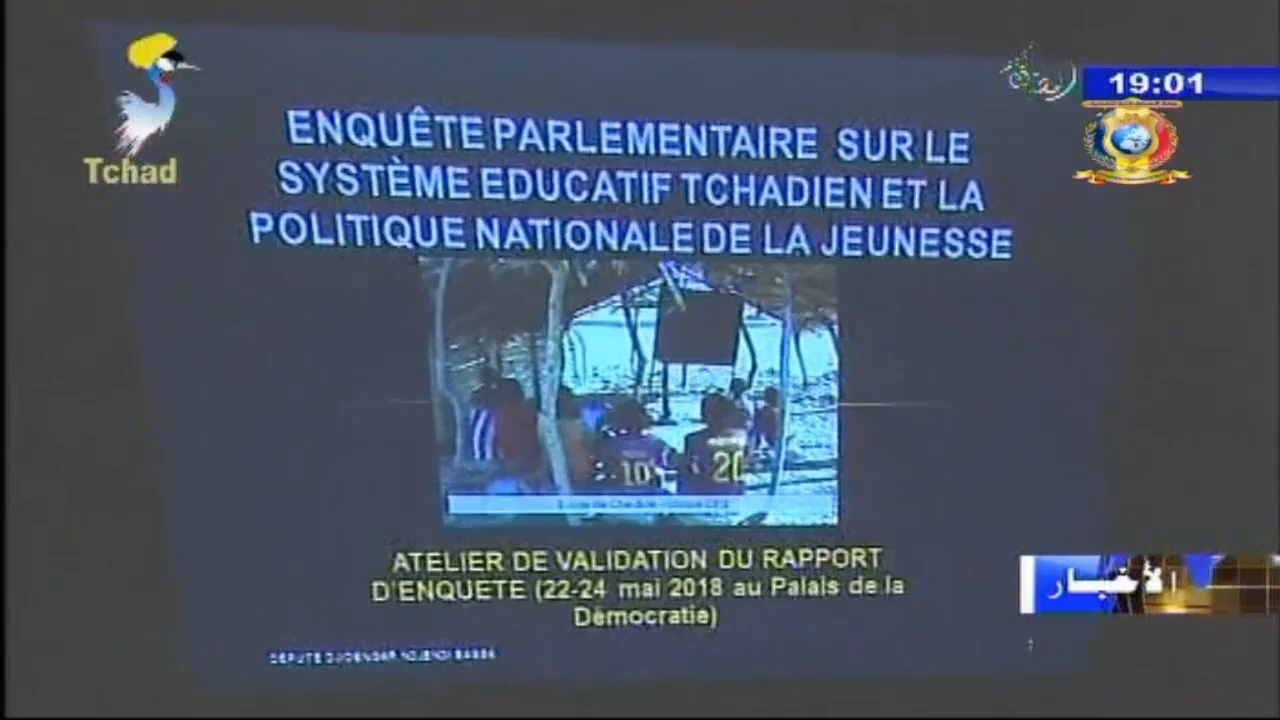 Tchad
19:01
ENQUÊTE PARLEMENTAIRE SUR LE
SYSTÈME EDUCATIF TCHADIEN ET LA
POLITIQUE NATIONALE DE LA JEUNESSE
10
20
ATELIER DE VALIDATION DU RAPPORT
D'ENQUETE (22-24 mai 2018 au Palais de la
Démocratie)
الأخبار
DEPUTE